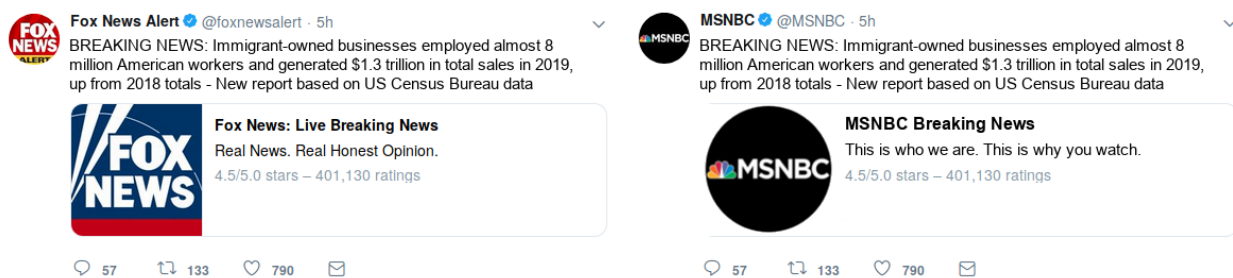 FOX
NEWS
ALERT
Fox News Alert @foxnewsalert · 5h
BREAKING NEWS: Immigrant-owned businesses employed almost 8
million American workers and generated $1.3 trillion in total sales in 2019,
up from 2018 totals - New report based on US Census Bureau data
FOX
NEWS
Fox News: Live Breaking News
Real News. Real Honest Opinion.
4.5/5.0 stars – 401,130 ratings
57 133 790
MSNBC
MSNBC @MSNBC · 5h
BREAKING NEWS: Immigrant-owned businesses employed almost 8
million American workers and generated $1.3 trillion in total sales in 2019,
up from 2018 totals - New report based on US Census Bureau data
MSNBC
MSNBC Breaking News
This is who we are. This is why you watch.
4.5/5.0 stars – 401,130 ratings
57 133 790